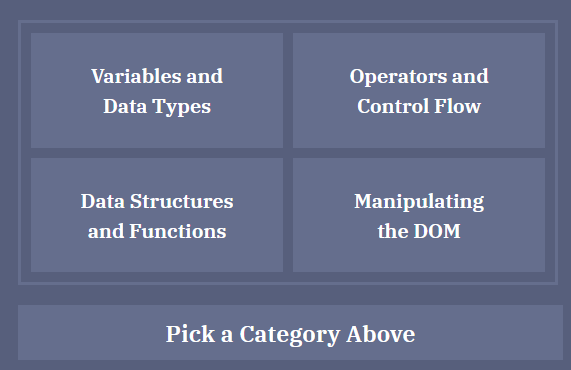 Variables and
Data Types
Operators and
Control Flow
Data Structures
and Functions
Manipulating
the DOM
Pick a Category Above